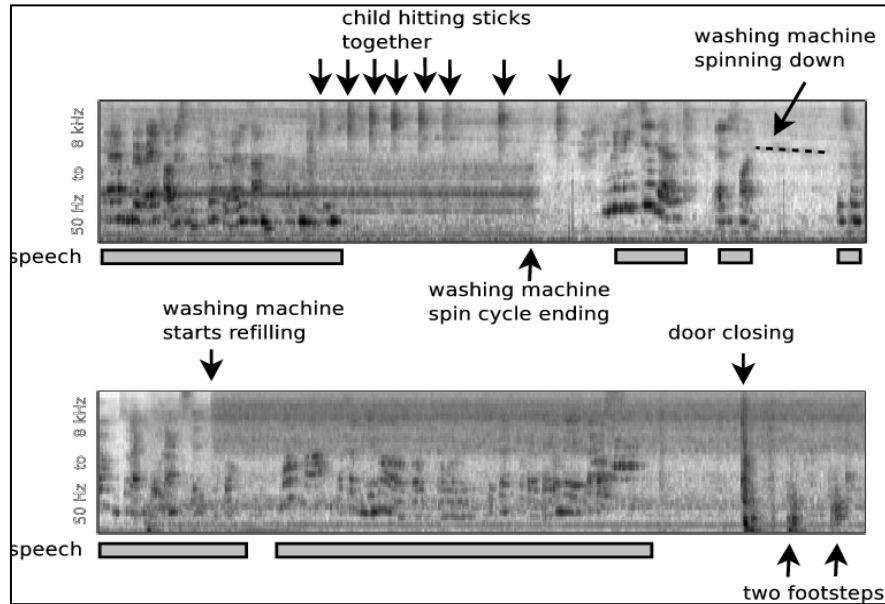 child hitting sticks
together
washing machine
spinning down
50 Hz to 8 kHz
speech
washing machine
spin cycle ending
washing machine
starts refilling
door closing
50 Hz to 8 kHz
speech
two footsteps